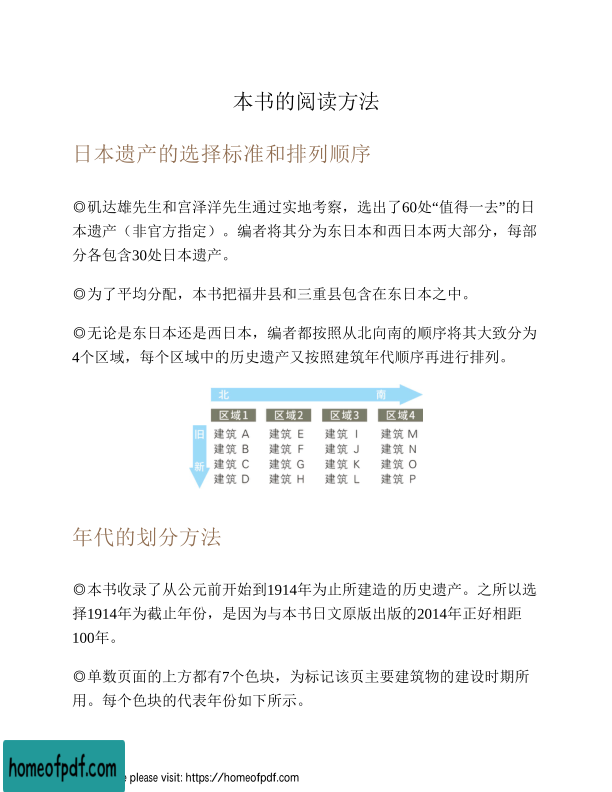 本书的阅读方法
日本遗产的选择标准和排列顺序
◎矶达雄先生和宫泽洋先生通过实地考察，选出了60处“值得一去”的日
本遗产（非官方指定）。编者将其分为东日本和西日本两大部分，每部
分各包含30处日本遗产。
◎为了平均分配，本书把福井县和三重县包含在东日本之中。
◎无论是东日本还是西日本，编者都按照从北向南的顺序将其大致分为
4个区域，每个区域中的历史遗产又按照建筑年代顺序再进行排列。
北 南
区域1 区域2 区域3 区域4
旧 建筑 A 建筑 E 建筑 I 建筑 M
建筑 B 建筑 F 建筑 J 建筑 N
新 建筑 C 建筑 G 建筑 K 建筑 O
建筑 D 建筑 H 建筑 L 建筑 P
年代的划分方法
◎本书收录了从公元前开始到1914年为止所建造的历史遗产。之所以选
择1914年为截止年份，是因为与本书日文原版出版的2014年正好相距
100年。
◎单数页面的上方都有7个色块，为标记该页主要建筑物的建设时期所
用。每个色块的代表年份如下所示。
homeofpdf.com
e please visit: https://homeofpdf.com